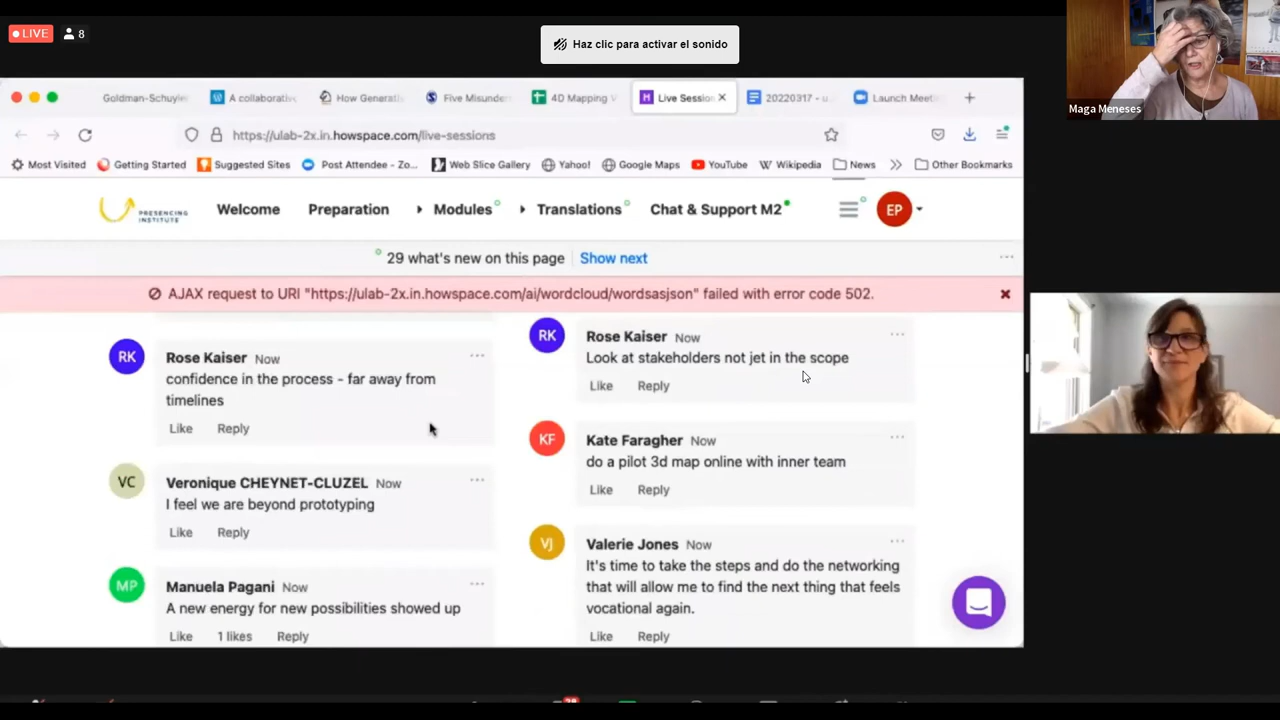 LIVE
8
Haz clic para activar el sonido
Maga Meneses
Goldman-Schuyle
A collaborativ
How Generati
Five Misunder
4D Mapping V
Live Session
20220317 - u
Launch Meeti
https://ulab-2x.in.howspace.com/live-sessions
Most Visited
Getting Started
Suggested Sites
Post Attendee - Zo...
Web Slice Gallery
Yahoo!
Google Maps
YouTube
Wikipedia
News
Other Bookmarks
PRESENCING
INSTITUTE
Welcome
Preparation
Modules
Translations
Chat & Support M2
EP
29 what's new on this page
Show next
AJAX request to URI "https://ulab-2x.in.howspace.com/ai/wordcloud/wordsasjson" failed with error code 502.
RK
Rose Kaiser Now
confidence in the process - far away from
timelines
Like Reply
VC
Veronique CHEYNET-CLUZEL Now
I feel we are beyond prototyping
Like Reply
MP
Manuela Pagani Now
A new energy for new possibilities showed up
Like 1 likes Reply
RK
Rose Kaiser Now
Look at stakeholders not jet in the scope
Like Reply
KF
Kate Faragher Now
do a pilot 3d map online with inner team
Like Reply
VJ
Valerie Jones Now
It's time to take the steps and do the networking
that will allow me to find the next thing that feels
vocational again.
Like Reply